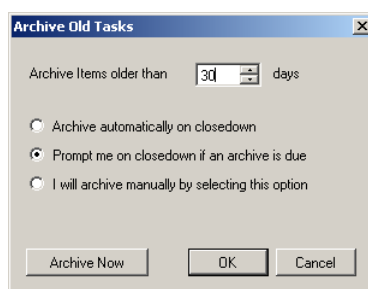 Archive Old Tasks
Archive Items older than 30 days
Archive automatically on closedown
Prompt me on closedown if an archive is due
I will archive manually by selecting this option
Archive Now OK Cancel